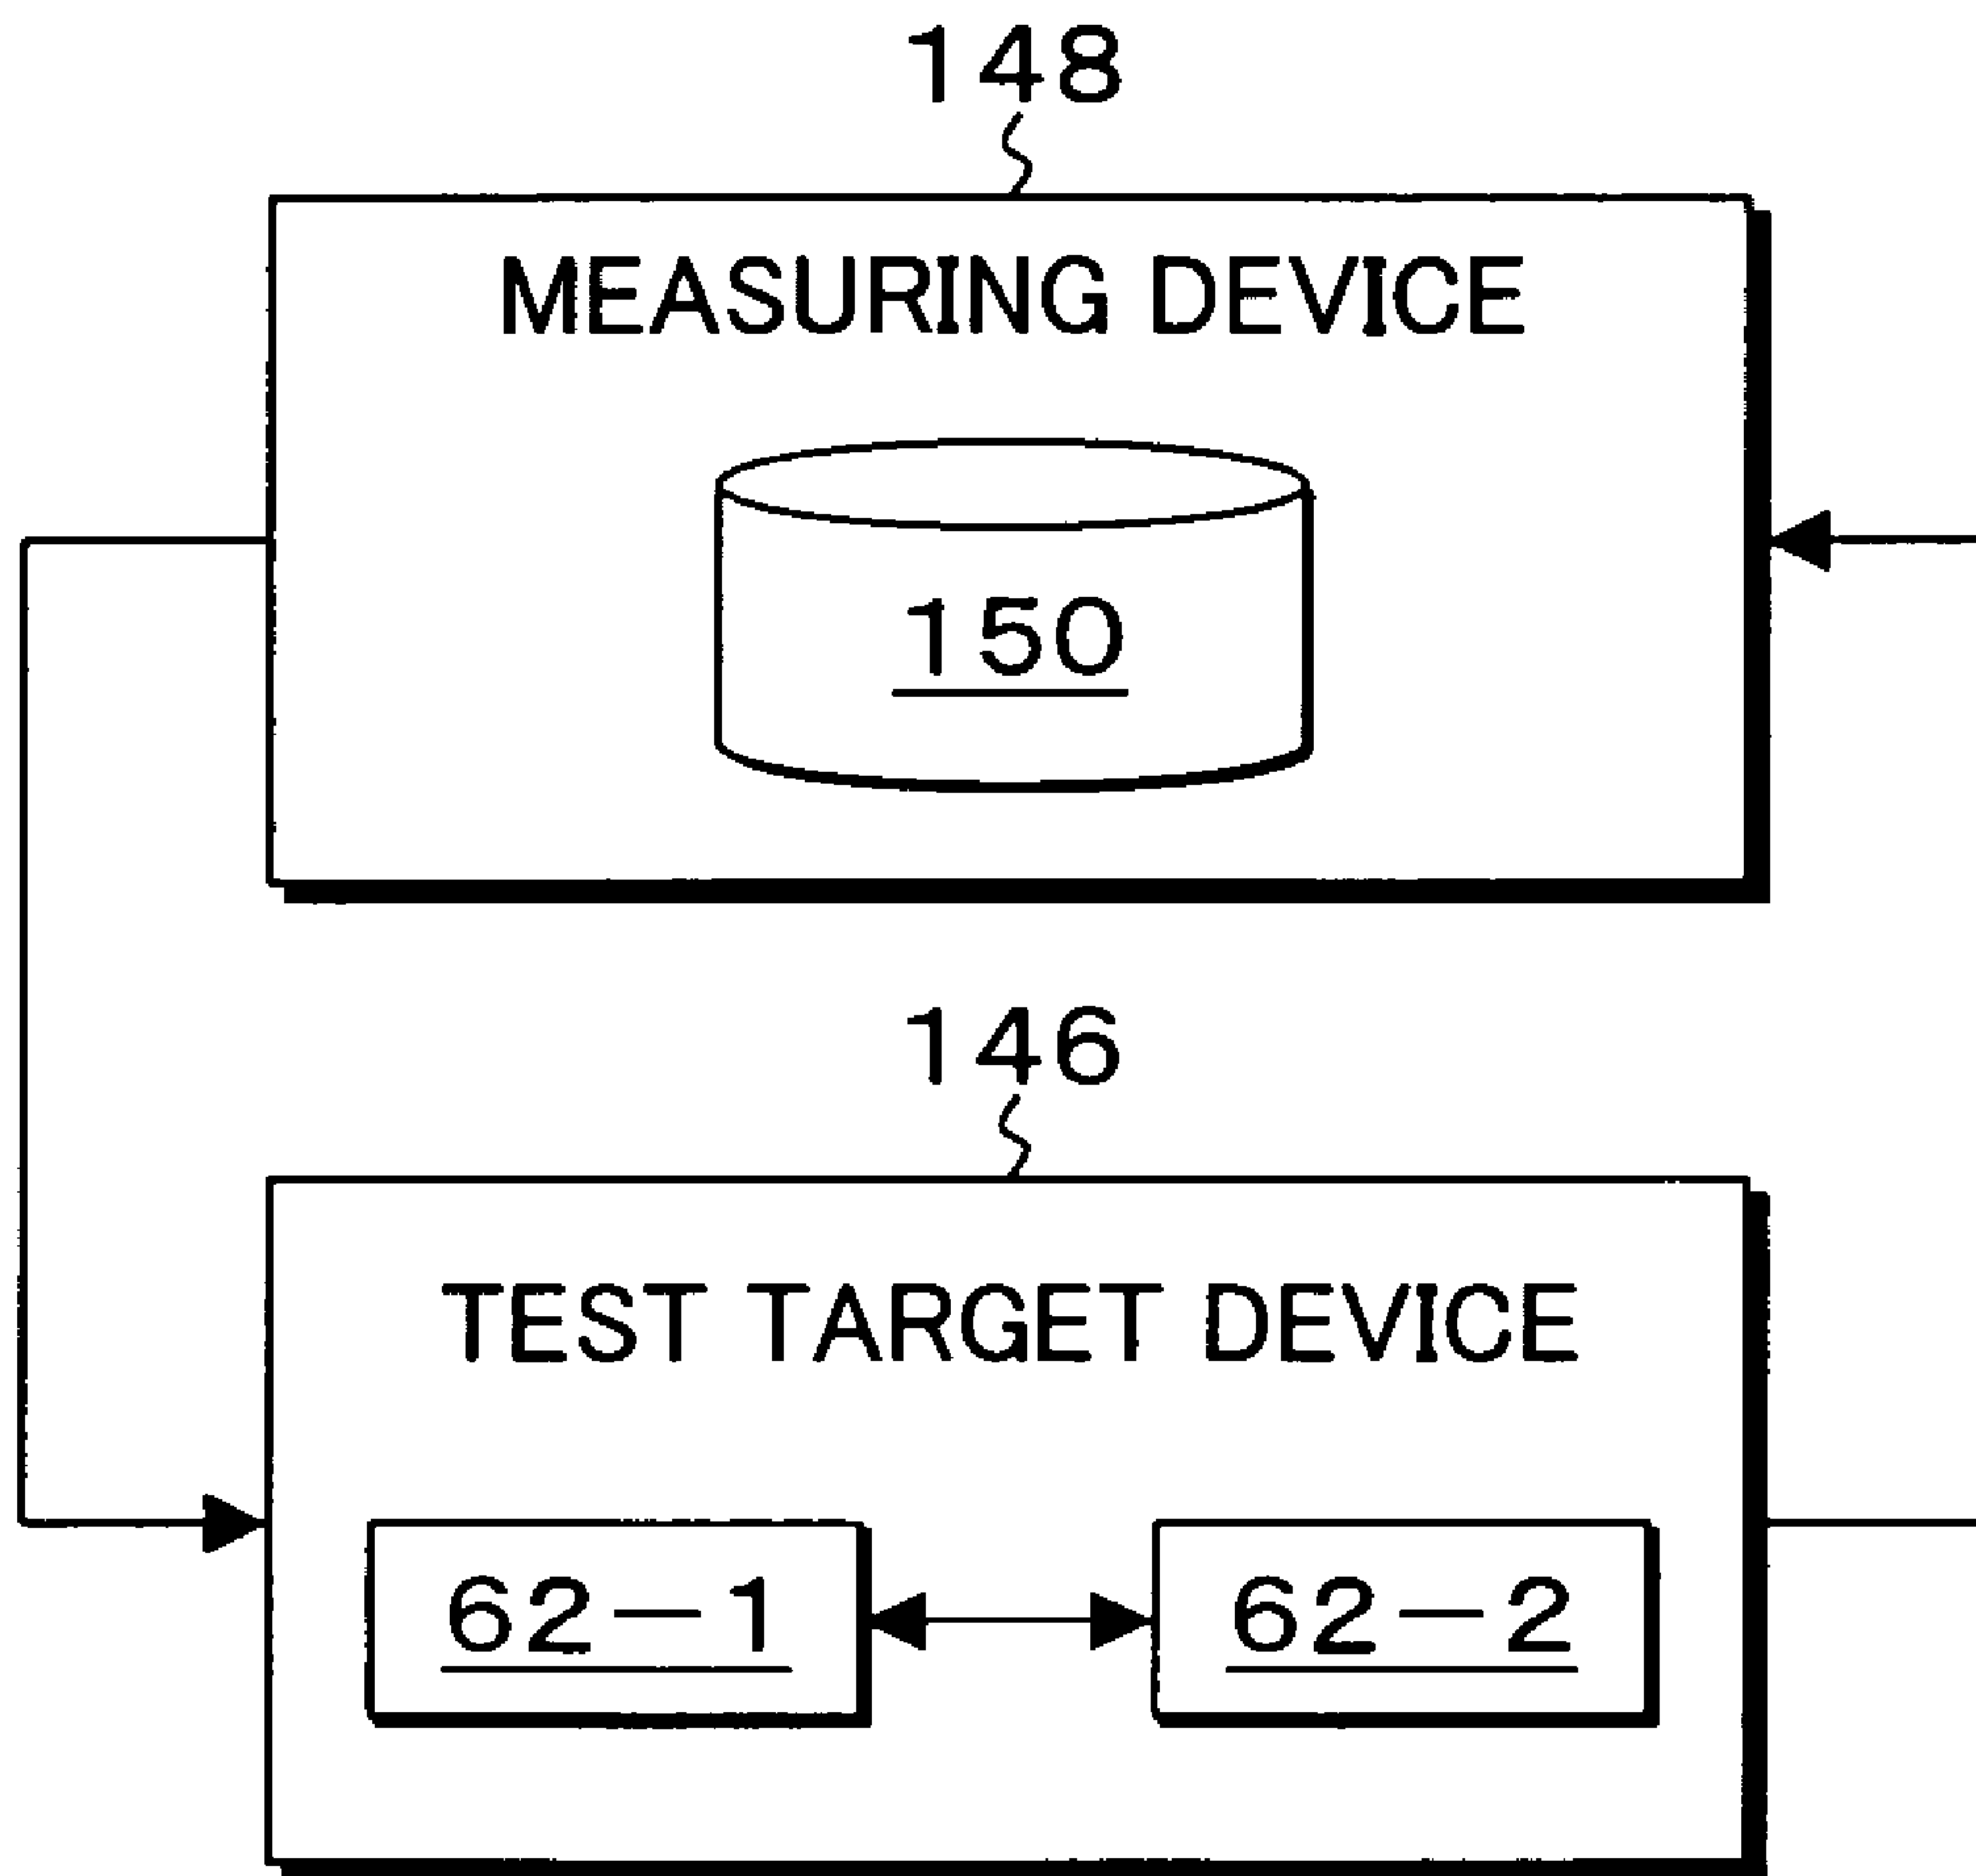 148
MEASURING DEVICE
150
146
TEST TARGET DEVICE
62-1
62-2